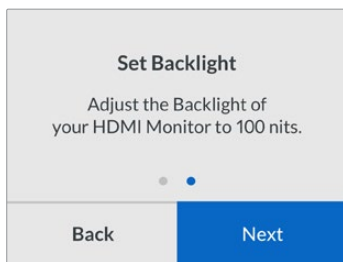 Set Backlight
Adjust the Backlight of
your HDMI Monitor to 100 nits.
Back
Next